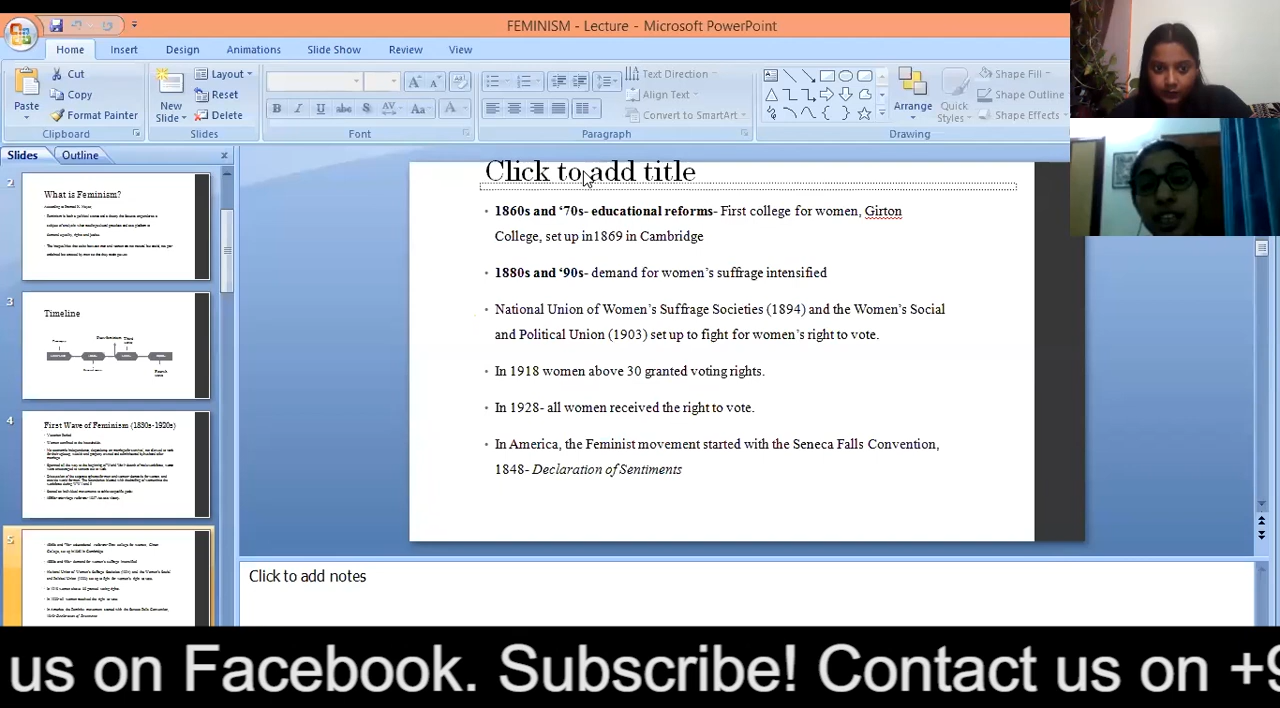 FEMINISM - Lecture - Microsoft PowerPoint
Home Insert Design Animations Slide Show Review View
Paste
Cut
Copy
Format Painter
Clipboard
New
Slide
Layout
Reset
Delete
Slides
B I U abc S AV Aa A
Font
Text Direction
Align Text
Convert to SmartArt
Paragraph
Arrange
Quick
Styles
Shape Fill
Shape Outline
Shape Effects
Drawing
Slides Outline
2
What is Feminism?
3
Timeline
4
First Wave of Feminism (1830s-1920s)
5
Click to add title
1860s and ‘70s- educational reforms- First college for women, Girton
College, set up in1869 in Cambridge
1880s and ‘90s- demand for women’s suffrage intensified
National Union of Women’s Suffrage Societies (1894) and the Women’s Social
and Political Union (1903) set up to fight for women’s right to vote.
In 1918 women above 30 granted voting rights.
In 1928- all women received the right to vote.
In America, the Feminist movement started with the Seneca Falls Convention,
1848- Declaration of Sentiments
Click to add notes
us on Facebook. Subscribe! Contact us on +9